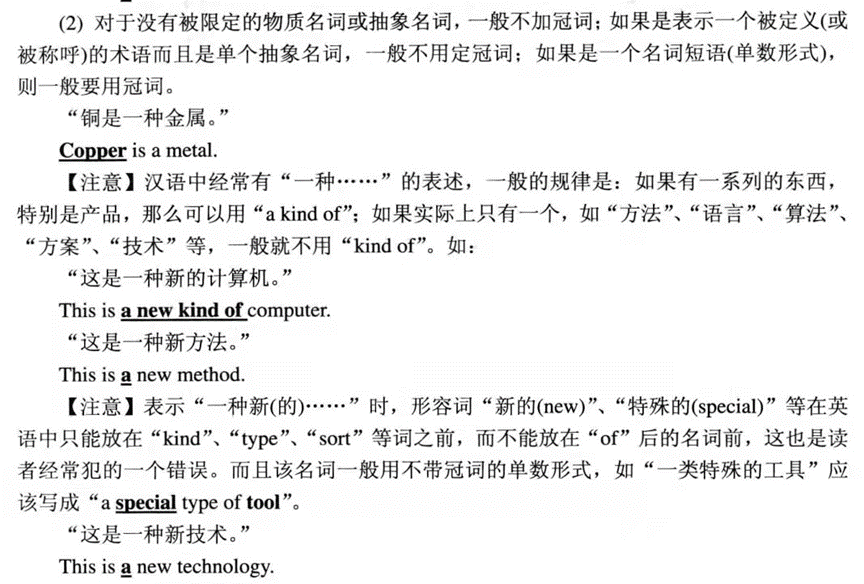 (2) 对于没有被限定的物质名词或抽象名词，一般不加冠词；如果是表示一个被定义(或
被称呼)的术语而且是单个抽象名词，一般不用定冠词；如果是一个名词短语(单数形式)，
则一般要用冠词。
“铜是一种金属。”
Copper is a metal.
【注意】汉语中经常有“一种……”的表述，一般的规律是：如果有一系列的东西，
特别是产品，那么可以用“a kind of”；如果实际上只有一个，如“方法”、“语言”、“算法”、
“方案”、“技术”等，一般就不用“kind of”。如：
“这是一种新的计算机。”
This is a new kind of computer.
“这是一种新方法。”
This is a new method.
【注意】表示“一种新(的)……”时，形容词“新的(new)”、“特殊的(special)”等在英
语中只能放在“kind”、“type”、“sort”等词之前，而不能放在“of”后的名词前，这也是读
者经常犯的一个错误。而且该名词一般用不带冠词的单数形式，如“一类特殊的工具”应
该写成“a special type of tool”。
“这是一种新技术。”
This is a new technology.